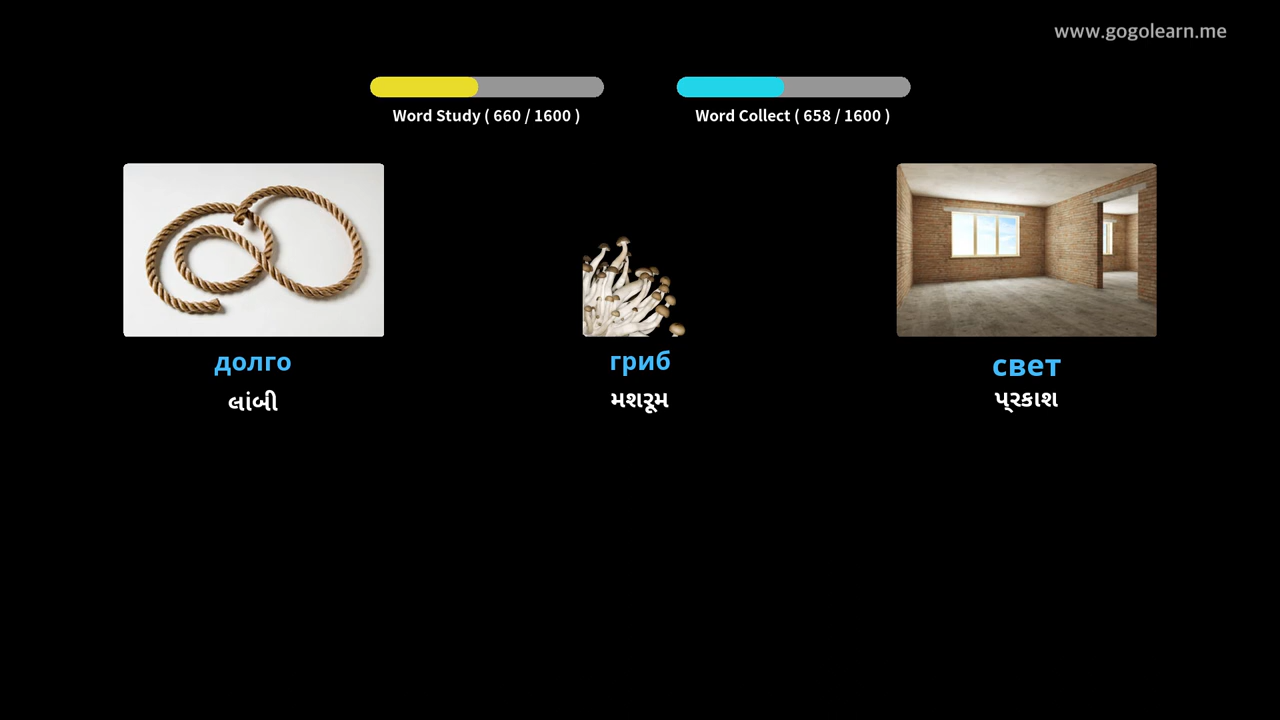 www.gogolearn.me
Word Study ( 660 / 1600 )
Word Collect ( 658 / 1600 )
долго
гриб
свет
લાંબી
મશરૂમ
પ્રકાશ